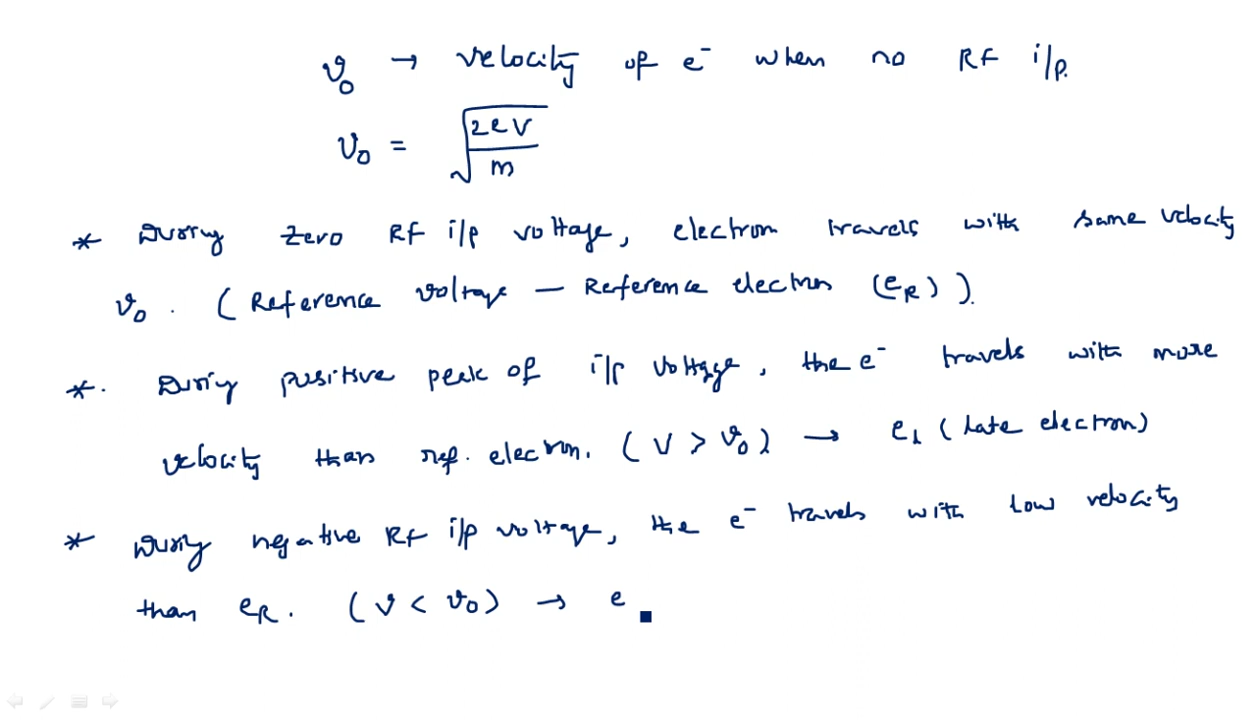 v₀ → velocity of e⁻ when no RF i/p.
v₀ = √(2eV/m)
* During zero RF i/p voltage, electron travels with same velocity
v₀. (Reference voltage — Reference electron (eR)).
*. During positive peak of i/p voltage, the e⁻ travels with more
velocity than ref. electron. (V > v₀) → eL (late electron)
* During negative RF i/p voltage, the e⁻ travels with low velocity
than eR. (v < v₀) → e